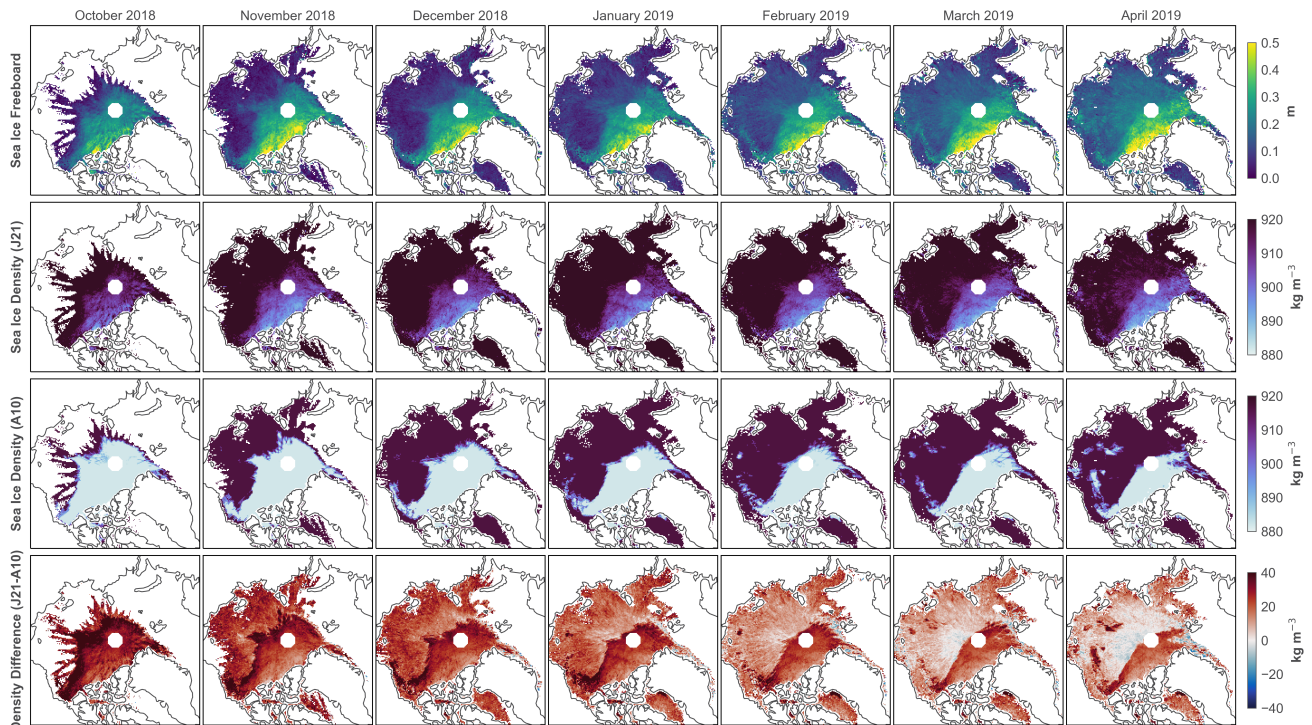 October 2018
November 2018
December 2018
January 2019
February 2019
March 2019
April 2019
Sea Ice Freeboard
0.5
0.4
0.3
0.2
0.1
0.0
m
Sea Ice Density (J21)
920
910
900
890
880
kg m⁻³
Sea Ice Density (A10)
920
910
900
890
880
kg m⁻³
Density Difference (J21-A10)
40
20
0
−20
−40
kg m⁻³